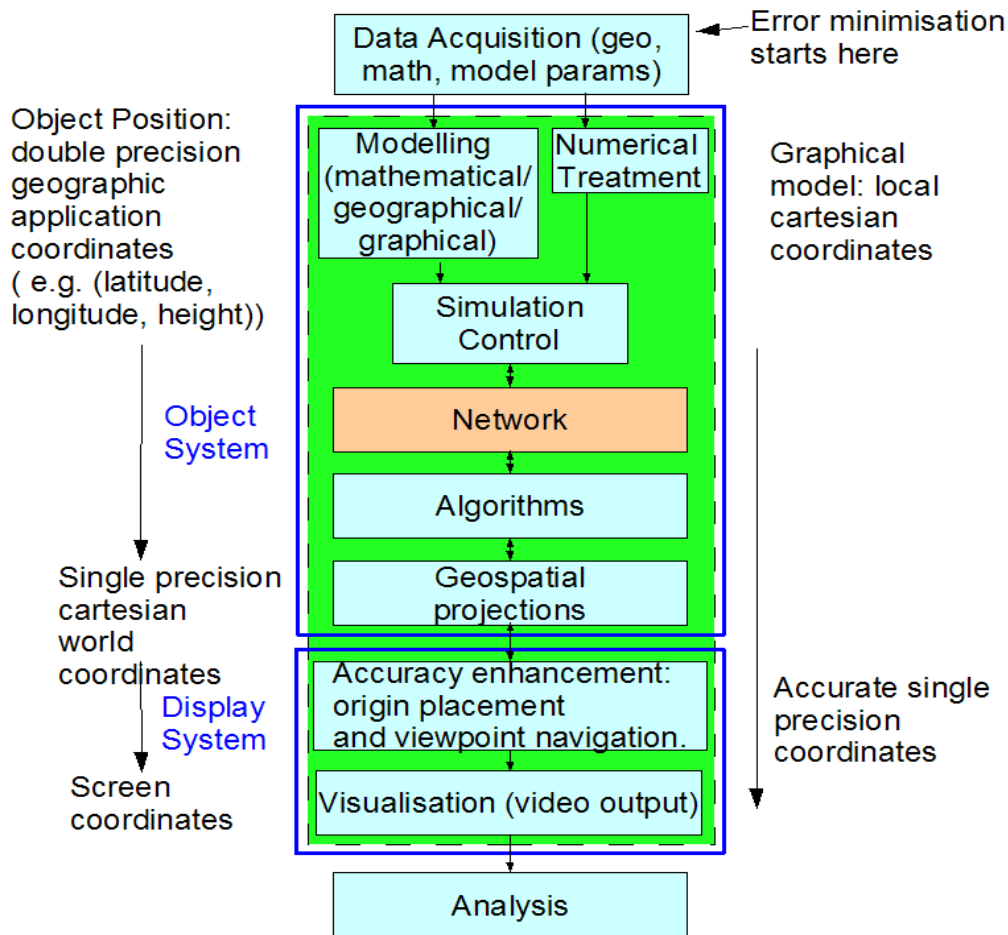 Data Acquisition (geo,
math, model params)
Error minimisation
starts here
Object Position:
double precision
geographic
application
coordinates
( e.g. (latitude,
longitude, height))
Modelling
(mathematical/
geographical/
graphical)
Numerical
Treatment
Graphical
model: local
cartesian
coordinates
Simulation
Control
Object
System
Network
Algorithms
Single precision
cartesian
world
coordinates
Geospatial
projections
Display
System
Accuracy enhancement:
origin placement
and viewpoint navigation.
Accurate single
precision
coordinates
Screen
coordinates
Visualisation (video output)
Analysis